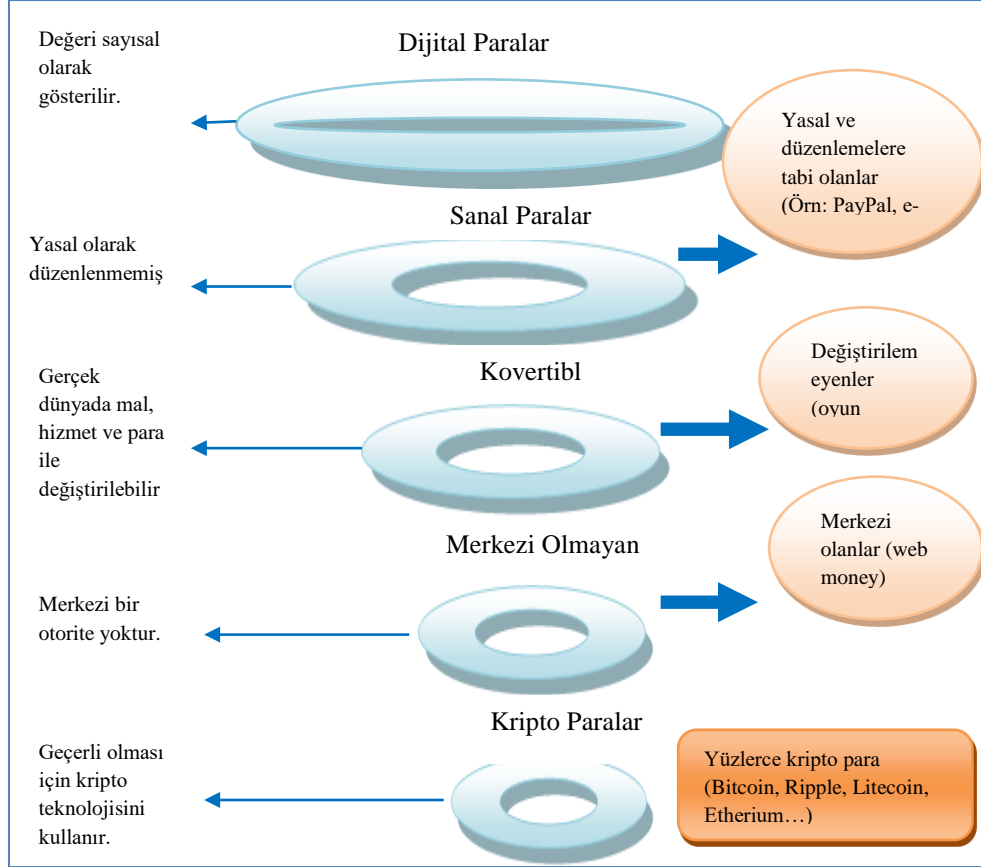 Değeri sayısal
olarak
gösterilir.
Dijital Paralar
Yasal ve
düzenlemelere
tabi olanlar
(Örn: PayPal, e-
Sanal Paralar
Yasal olarak
düzenlenmemiş
Kovertibl
Gerçek
dünyada mal,
hizmet ve para
ile
değiştirilebilir
Değiştirilem
eyenler
(oyun
Merkezi Olmayan
Merkezi
olanlar (web
money)
Merkezi bir
otorite yoktur.
Kripto Paralar
Geçerli olması
için kripto
teknolojisini
kullanır.
Yüzlerce kripto para
(Bitcoin, Ripple, Litecoin,
Etherium…)